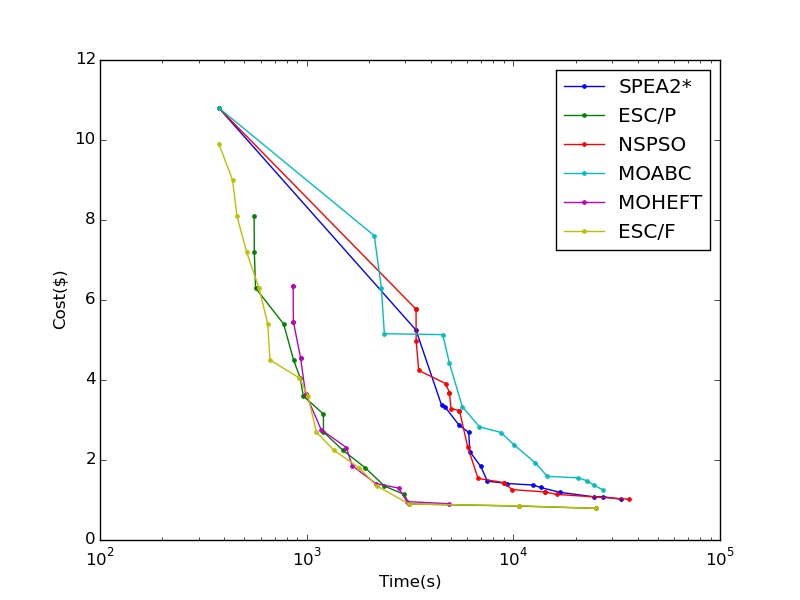 12
10
8
6
4
2
0
Cost($)
10^2
10^3
10^4
10^5
Time(s)
SPEA2*
ESC/P
NSPSO
MOABC
MOHEFT
ESC/F